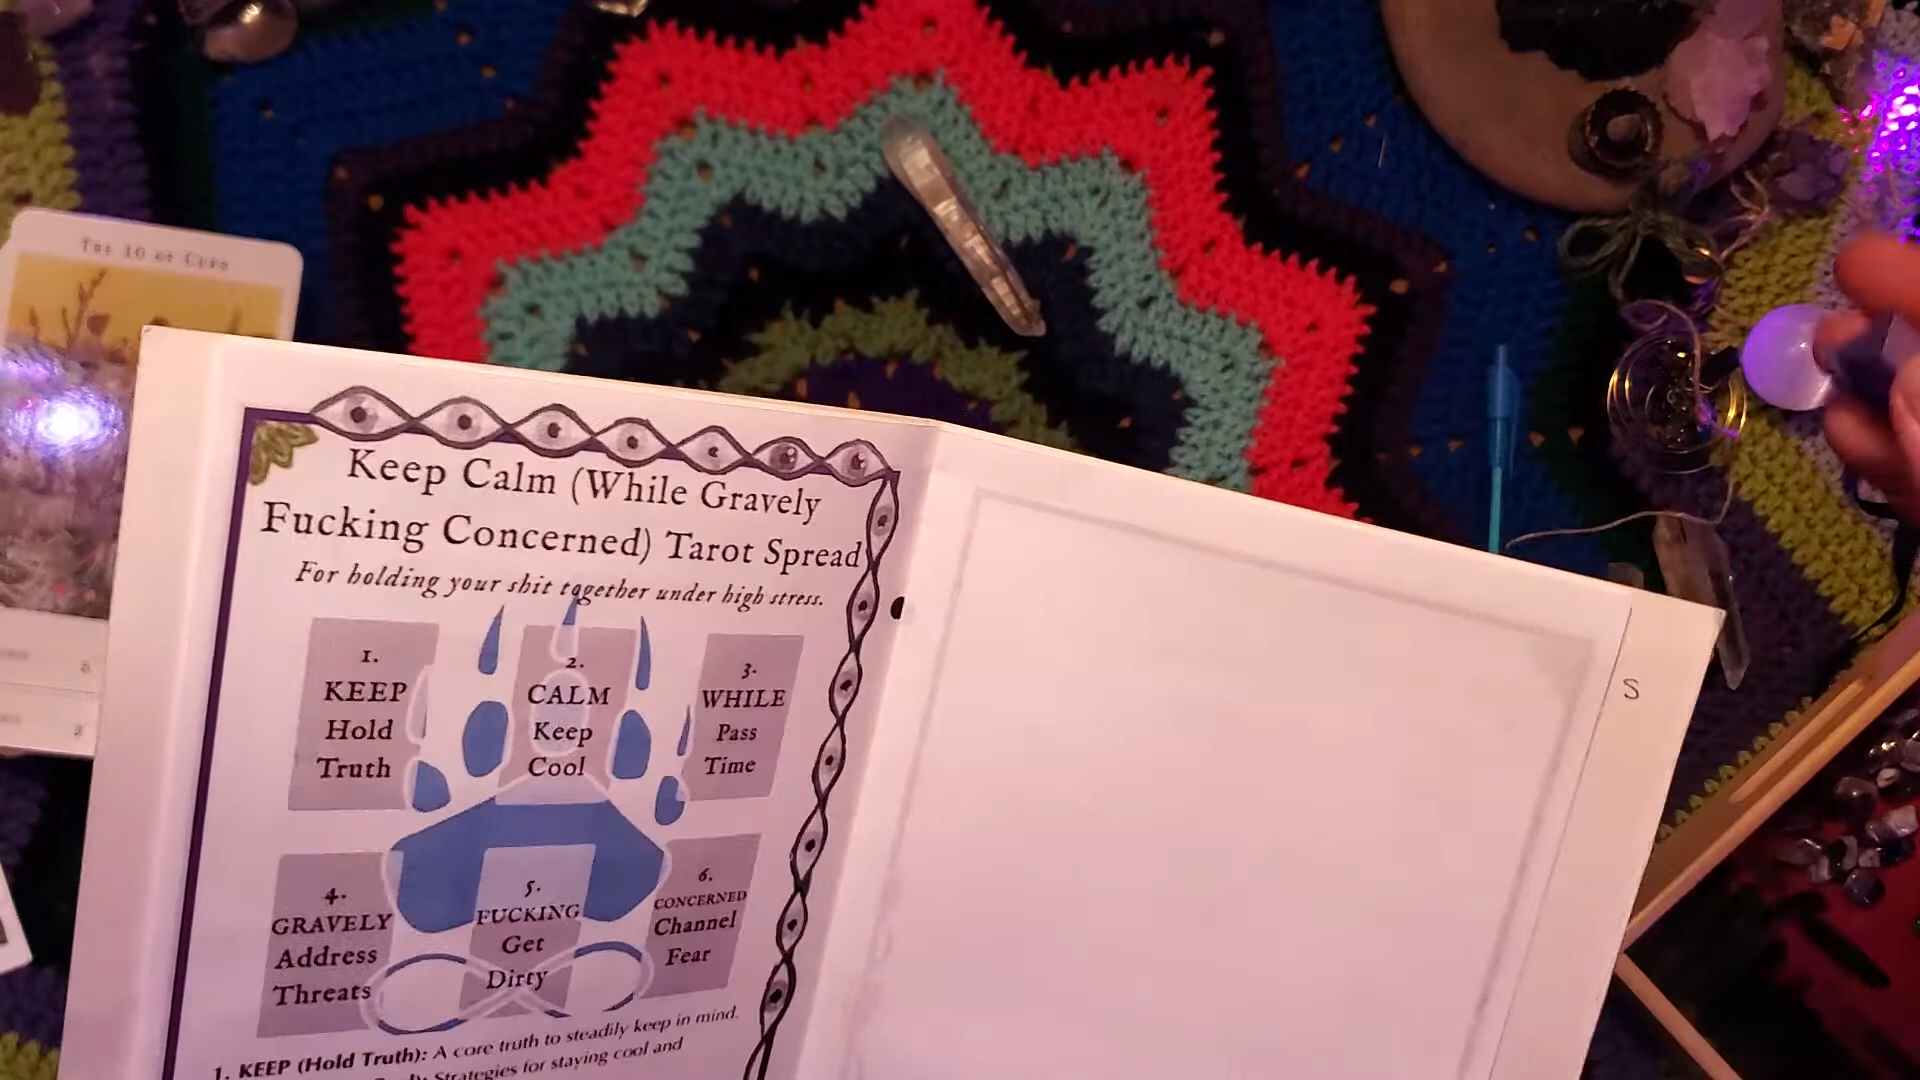 THE 10 OF CUPS
Keep Calm (While Gravely
Fucking Concerned) Tarot Spread
For holding your shit together under high stress.
1.
KEEP
Hold
Truth
2.
CALM
Keep
Cool
3.
WHILE
Pass
Time
4.
GRAVELY
Address
Threats
5.
FUCKING
Get
Dirty
6.
CONCERNED
Channel
Fear
1. KEEP (Hold Truth): A core truth to steadily keep in mind.
Strategies for staying cool and
S